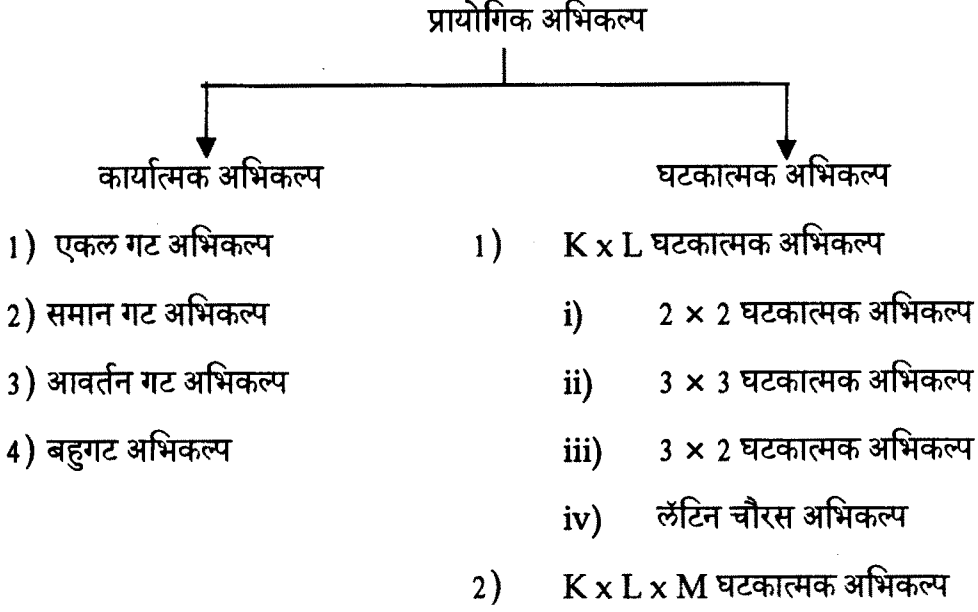 प्रायोगिक अभिकल्प
कार्यात्मक अभिकल्प घटकात्मक अभिकल्प
1) एकल गट अभिकल्प 1) K x L घटकात्मक अभिकल्प
2) समान गट अभिकल्प i) 2 × 2 घटकात्मक अभिकल्प
3) आवर्तन गट अभिकल्प ii) 3 × 3 घटकात्मक अभिकल्प
4) बहुगट अभिकल्प iii) 3 × 2 घटकात्मक अभिकल्प
iv) लॅटिन चौरस अभिकल्प
2) K x L x M घटकात्मक अभिकल्प